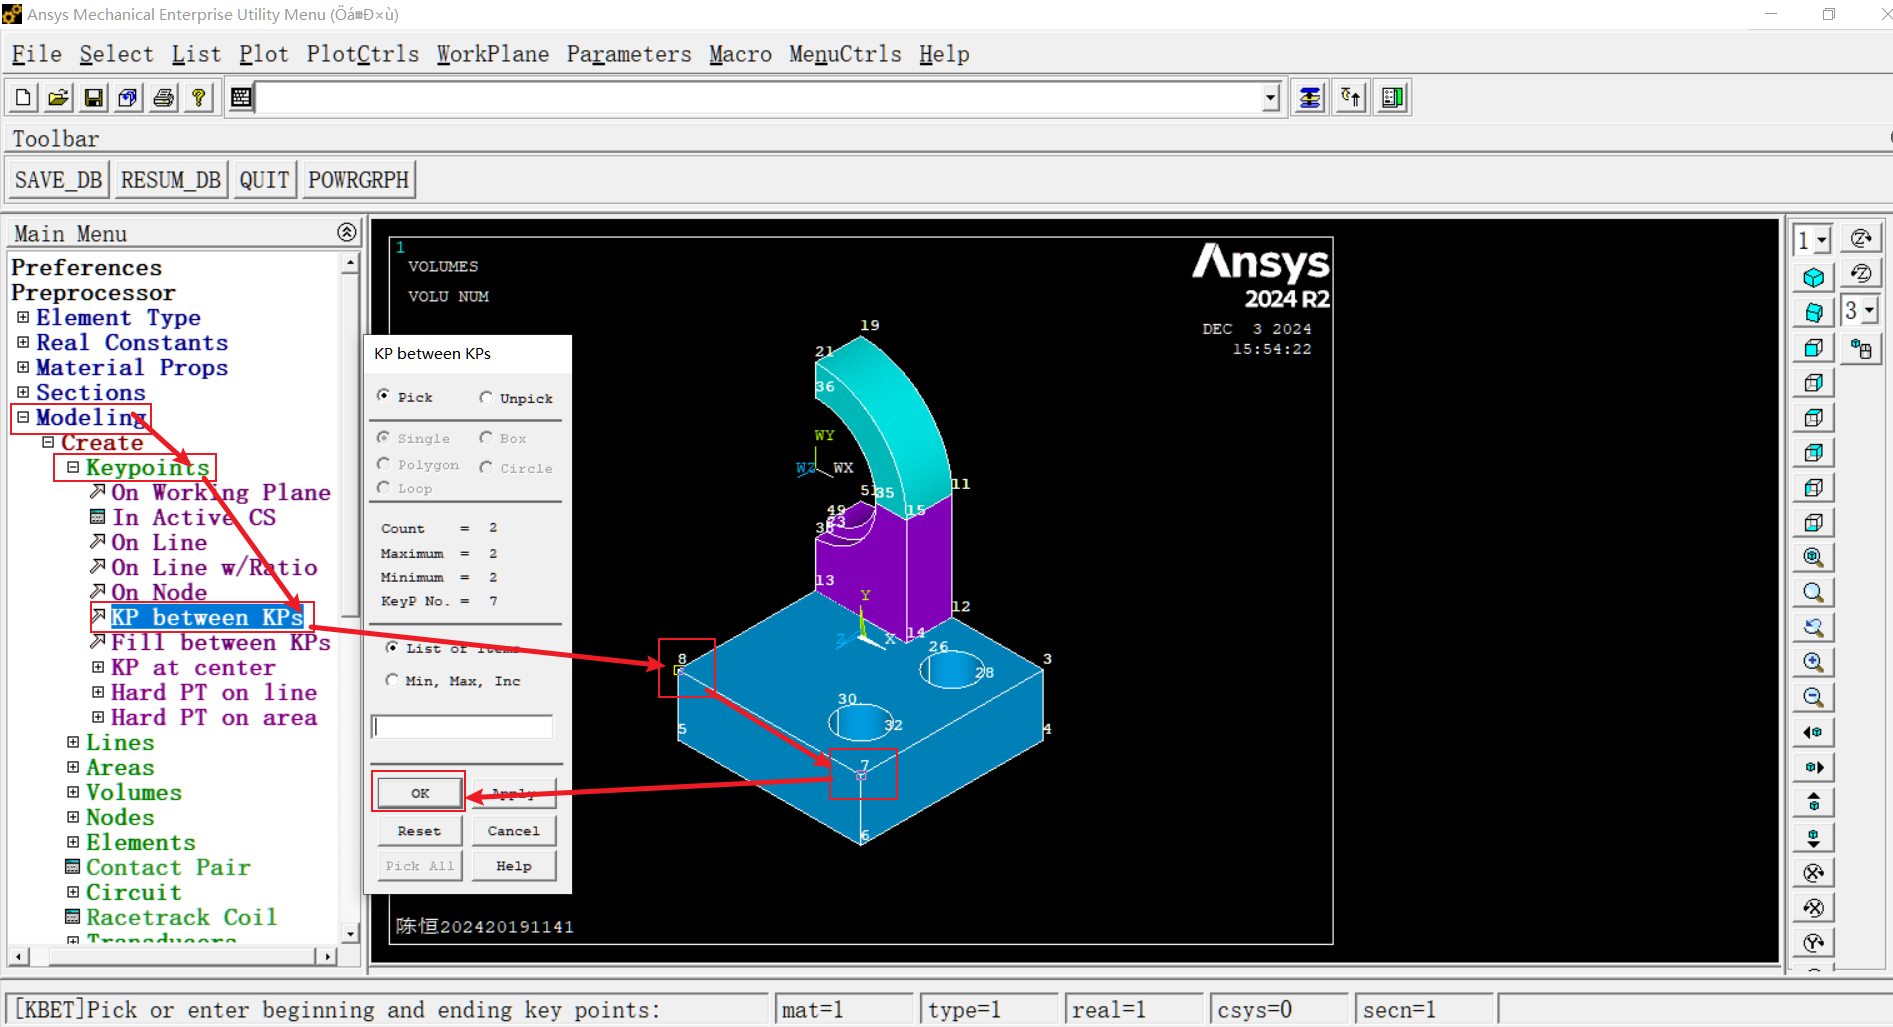 Ansys Mechanical Enterprise Utility Menu (Öá¤Ð×ù)
File Select List Plot PlotCtrls WorkPlane Parameters Macro MenuCtrls Help
Toolbar
SAVE_DB RESUM_DB QUIT POWRGRPH
Main Menu
Preferences
Preprocessor
Element Type
Real Constants
Material Props
Sections
Modeling
Create
Keypoints
On Working Plane
In Active CS
On Line
On Line w/Ratio
On Node
KP between KPs
Fill between KPs
KP at center
Hard PT on line
Hard PT on area
Lines
Areas
Volumes
Nodes
Elements
Contact Pair
Circuit
Racetrack Coil
Transducers
KP between KPs
Pick Unpick
Single Box
Polygon Circle
Loop
Count = 2
Maximum = 2
Minimum = 2
KeyP No. = 7
List of Items
Min, Max, Inc
OK Apply
Reset Cancel
Pick All Help
1
VOLUMES
VOLU NUM
Ansys
2024 R2
DEC 3 2024
15:54:22
19
21
36
WY
WZ WX
51 35 11
49 15
33
13
Y 12
Z X 14
26
8 3
28
30
5 32 4
7
6
陈恒202420191141
1
3
[KBET]Pick or enter beginning and ending key points: mat=1 type=1 real=1 csys=0 secn=1